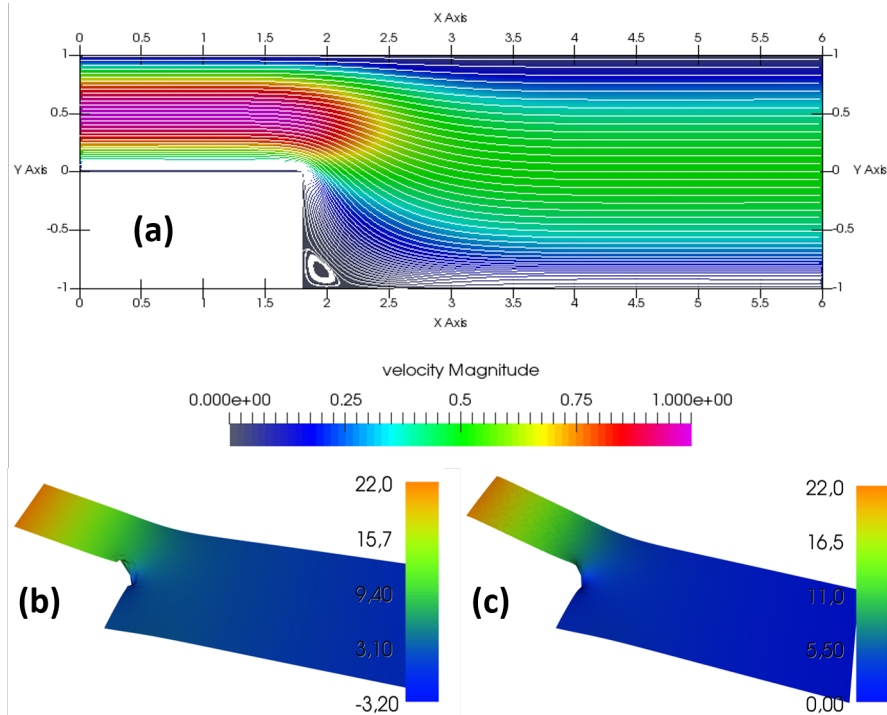 X Axis
0 0.5 1 1.5 2 2.5 3 3.5 4 4.5 5 5.5 6
1 1
0.5 0.5
Y Axis 0 0 Y Axis
-0.5 (a) -0.5
-1 -1
0 0.5 1 1.5 2 2.5 3 3.5 4 4.5 5 5.5 6
X Axis
velocity Magnitude
0.000e+00 0.25 0.5 0.75 1.000e+00
22,0
15,7
9,40
(b)
3,10
-3,20
22,0
16,5
11,0
(c)
5,50
0,00